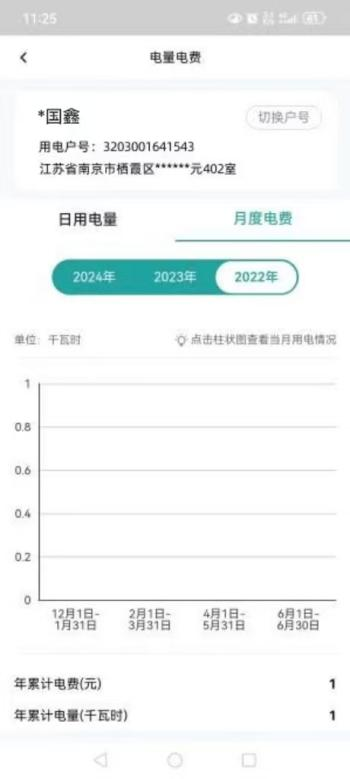 11:25
61
电量电费
*国鑫
切换户号
用电户号：3203001641543
江苏省南京市栖霞区******元402室
日用电量
月度电费
2024年
2023年
2022年
单位：千瓦时
点击柱状图查看当月用电情况
1
0.8
0.6
0.4
0.2
0
12月1日-
1月31日
2月1日-
3月31日
4月1日-
5月31日
6月1日-
6月30日
年累计电费(元) 1
年累计电量(千瓦时) 1